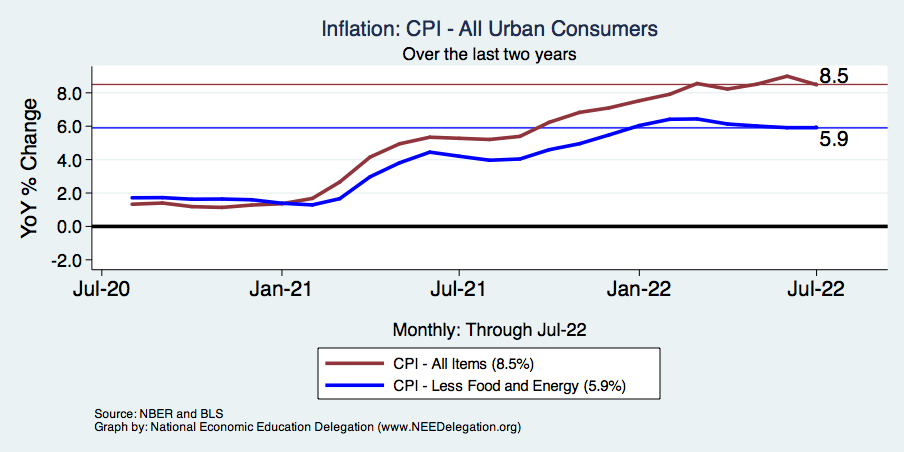 Inflation: CPI - All Urban Consumers
Over the last two years
YoY % Change
8.0
6.0
4.0
2.0
0.0
-2.0
8.5
5.9
Jul-20 Jan-21 Jul-21 Jan-22 Jul-22
Monthly: Through Jul-22
CPI - All Items (8.5%)
CPI - Less Food and Energy (5.9%)
Source: NBER and BLS
Graph by: National Economic Education Delegation (www.NEEDelegation.org)